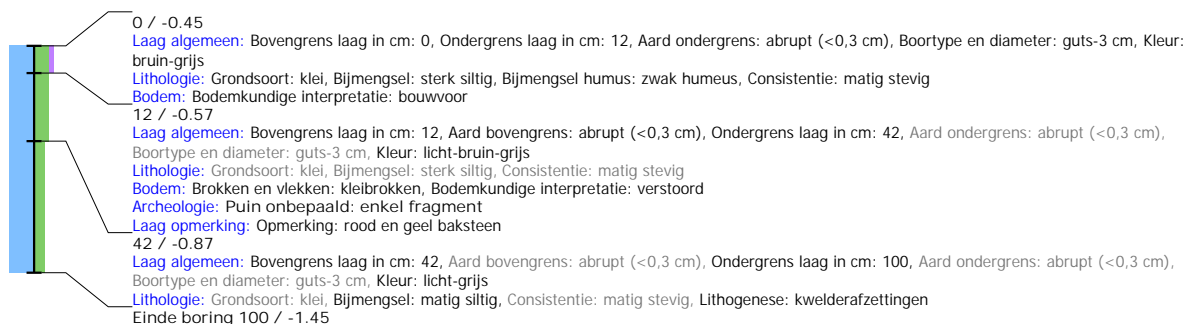 0 / -0.45
Laag algemeen: Bovengrens laag in cm: 0, Ondergrens laag in cm: 12, Aard ondergrens: abrupt (<0,3 cm), Boortype en diameter: guts-3 cm, Kleur:
bruin-grijs
Lithologie: Grondsoort: klei, Bijmengsel: sterk siltig, Bijmengsel humus: zwak humeus, Consistentie: matig stevig
Bodem: Bodemkundige interpretatie: bouwvoor
12 / -0.57
Laag algemeen: Bovengrens laag in cm: 12, Aard bovengrens: abrupt (<0,3 cm), Ondergrens laag in cm: 42, Aard ondergrens: abrupt (<0,3 cm),
Boortype en diameter: guts-3 cm, Kleur: licht-bruin-grijs
Lithologie: Grondsoort: klei, Bijmengsel: sterk siltig, Consistentie: matig stevig
Bodem: Brokken en vlekken: kleibrokken, Bodemkundige interpretatie: verstoord
Archeologie: Puin onbepaald: enkel fragment
Laag opmerking: Opmerking: rood en geel baksteen
42 / -0.87
Laag algemeen: Bovengrens laag in cm: 42, Aard bovengrens: abrupt (<0,3 cm), Ondergrens laag in cm: 100, Aard ondergrens: abrupt (<0,3 cm),
Boortype en diameter: guts-3 cm, Kleur: licht-grijs
Lithologie: Grondsoort: klei, Bijmengsel: matig siltig, Consistentie: matig stevig, Lithogenese: kwelderafzettingen
Einde boring 100 / -1.45